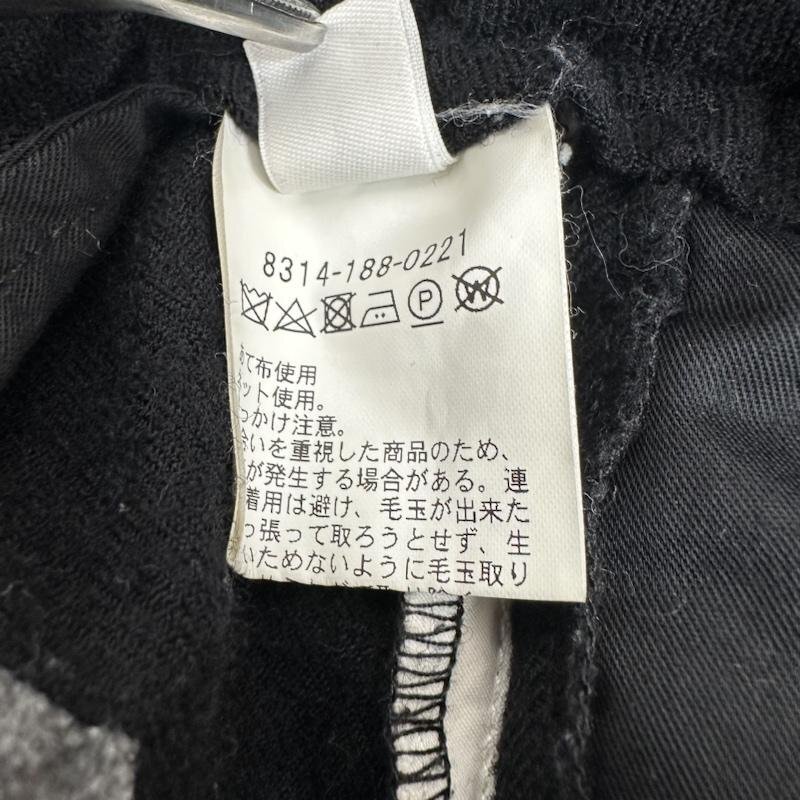 8314-188-0221
P W
あて布使用
ネット使用。
っかけ注意。
合いを重視した商品のため、
が発生する場合がある。連
着用は避け、毛玉が出来た
っ張って取ろうとせず、生
いためないように毛玉取り